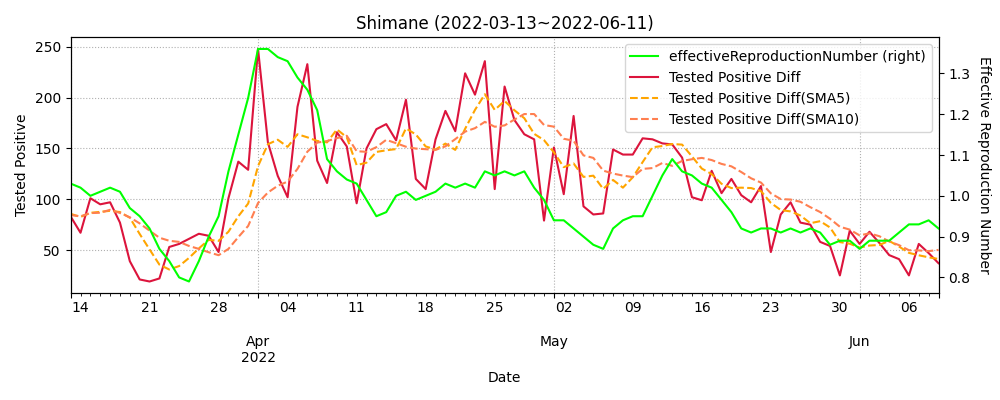 Shimane (2022-03-13~2022-06-11)
effectiveReproductionNumber (right)
Tested Positive Diff
Tested Positive Diff(SMA5)
Tested Positive Diff(SMA10)
Tested Positive
250
200
150
100
50
1.3
1.2
1.1
1.0
0.9
0.8
Effective Reproduction Number
14 21 28 04 11 18 25 02 09 16 23 30 06
Apr May Jun
2022
Date